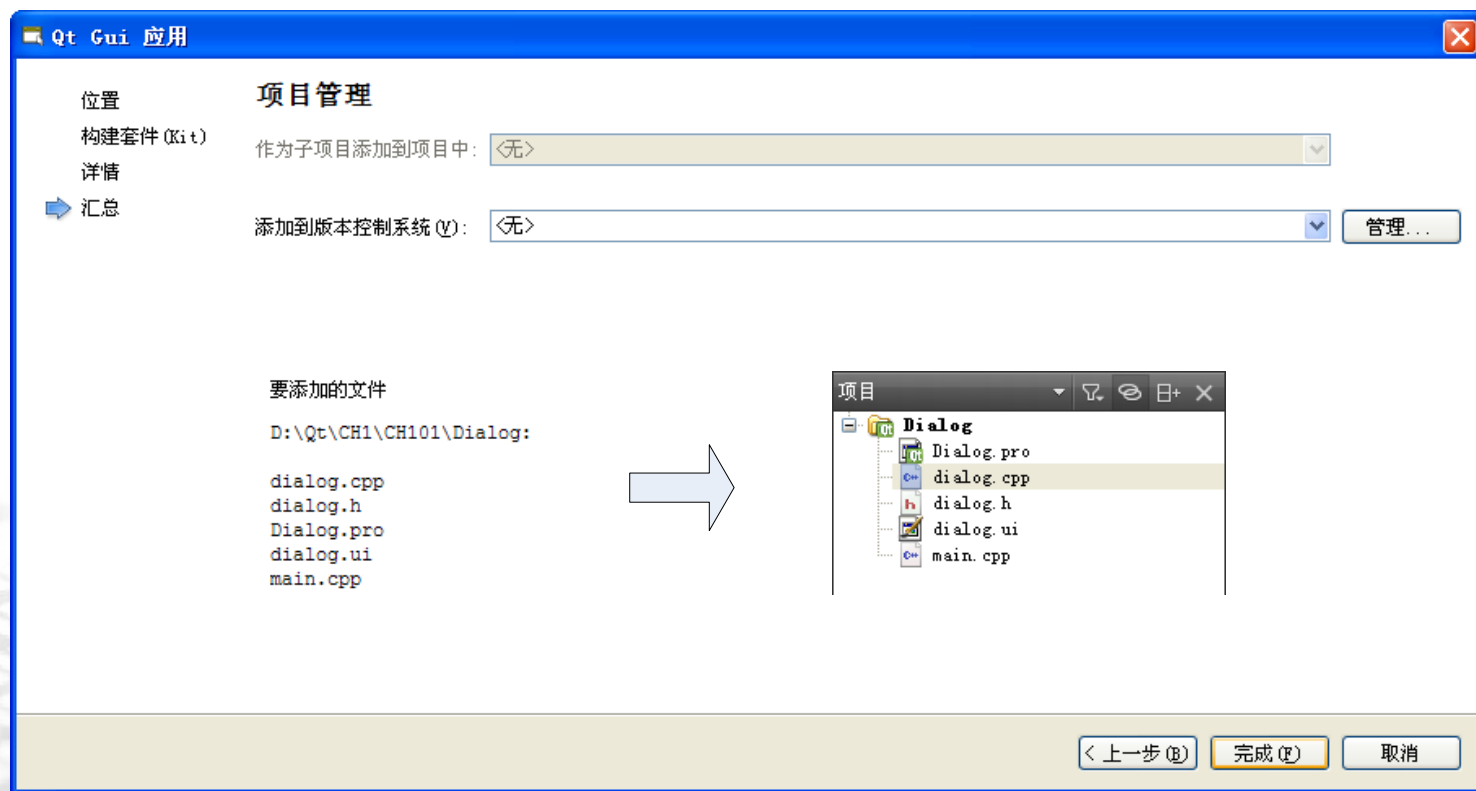 Qt Gui 应用
位置
构建套件(Kit)
详情
汇总
项目管理
作为子项目添加到项目中: <无>
添加到版本控制系统(V): <无> 管理...
要添加的文件
D:\Qt\CH1\CH101\Dialog:
dialog.cpp
dialog.h
Dialog.pro
dialog.ui
main.cpp
项目
Dialog
Dialog.pro
dialog.cpp
dialog.h
dialog.ui
main.cpp
< 上一步(B) 完成(F) 取消